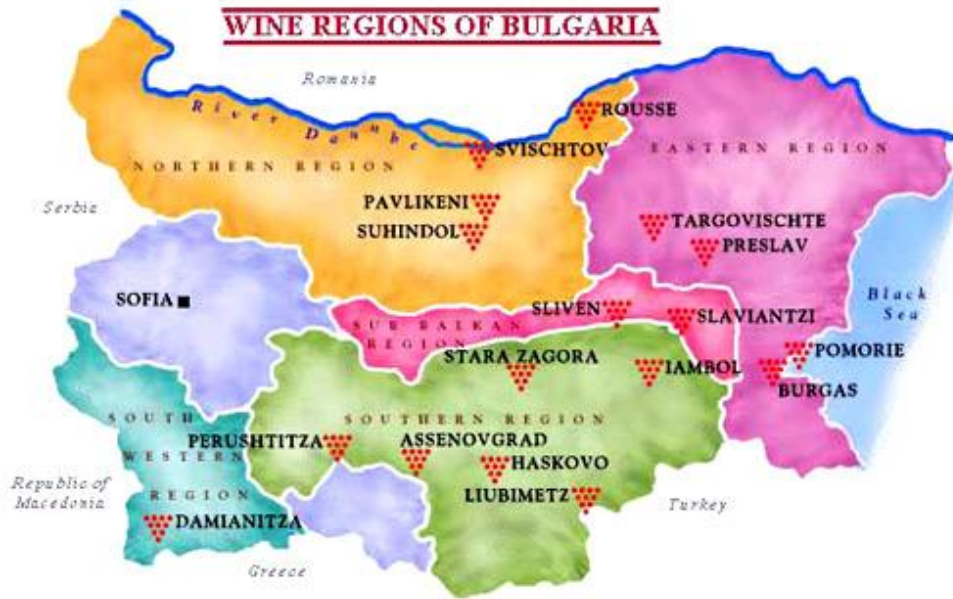 WINE REGIONS OF BULGARIA
Romania
River Danube
ROUSSE
SVISCHTOV
NORTHERN REGION
EASTERN REGION
PAVLIKENI
Serbia
SUHINDOL
TARGOVISCHTE
PRESLAV
SOFIA
Black
Sea
SLIVEN
SLAVIANTZI
SUB BALKAN
REGION
POMORIE
STARA ZAGORA
IAMBOL
BURGAS
SOUTH
WESTERN
REGION
SOUTHERN REGION
PERUSHTITZA
ASSENOVGRAD
HASKOVO
LIUBIMETZ
Republic of
Macedonia
Turkey
DAMIANITZA
Greece